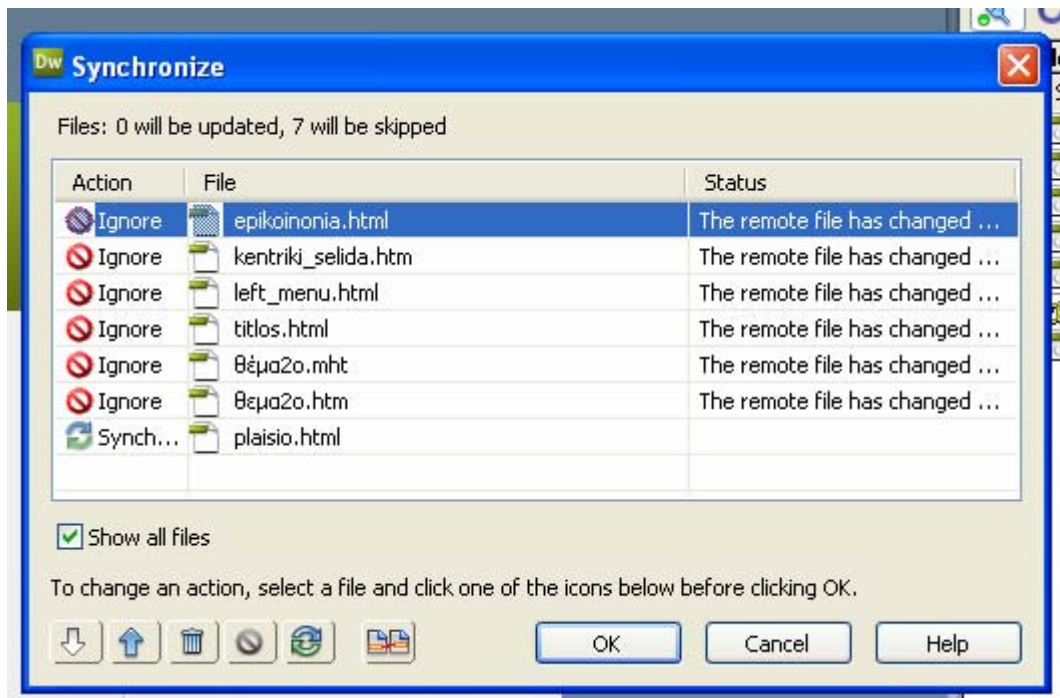 Dw Synchronize
Files: 0 will be updated, 7 will be skipped
Action File Status
Ignore epikoinonia.html The remote file has changed ...
Ignore kentriki_selida.htm The remote file has changed ...
Ignore left_menu.html The remote file has changed ...
Ignore titlos.html The remote file has changed ...
Ignore θέμα2ο.mht The remote file has changed ...
Ignore θεμα2ο.htm The remote file has changed ...
Synch... plaisio.html
Show all files
To change an action, select a file and click one of the icons below before clicking OK.
OK Cancel Help